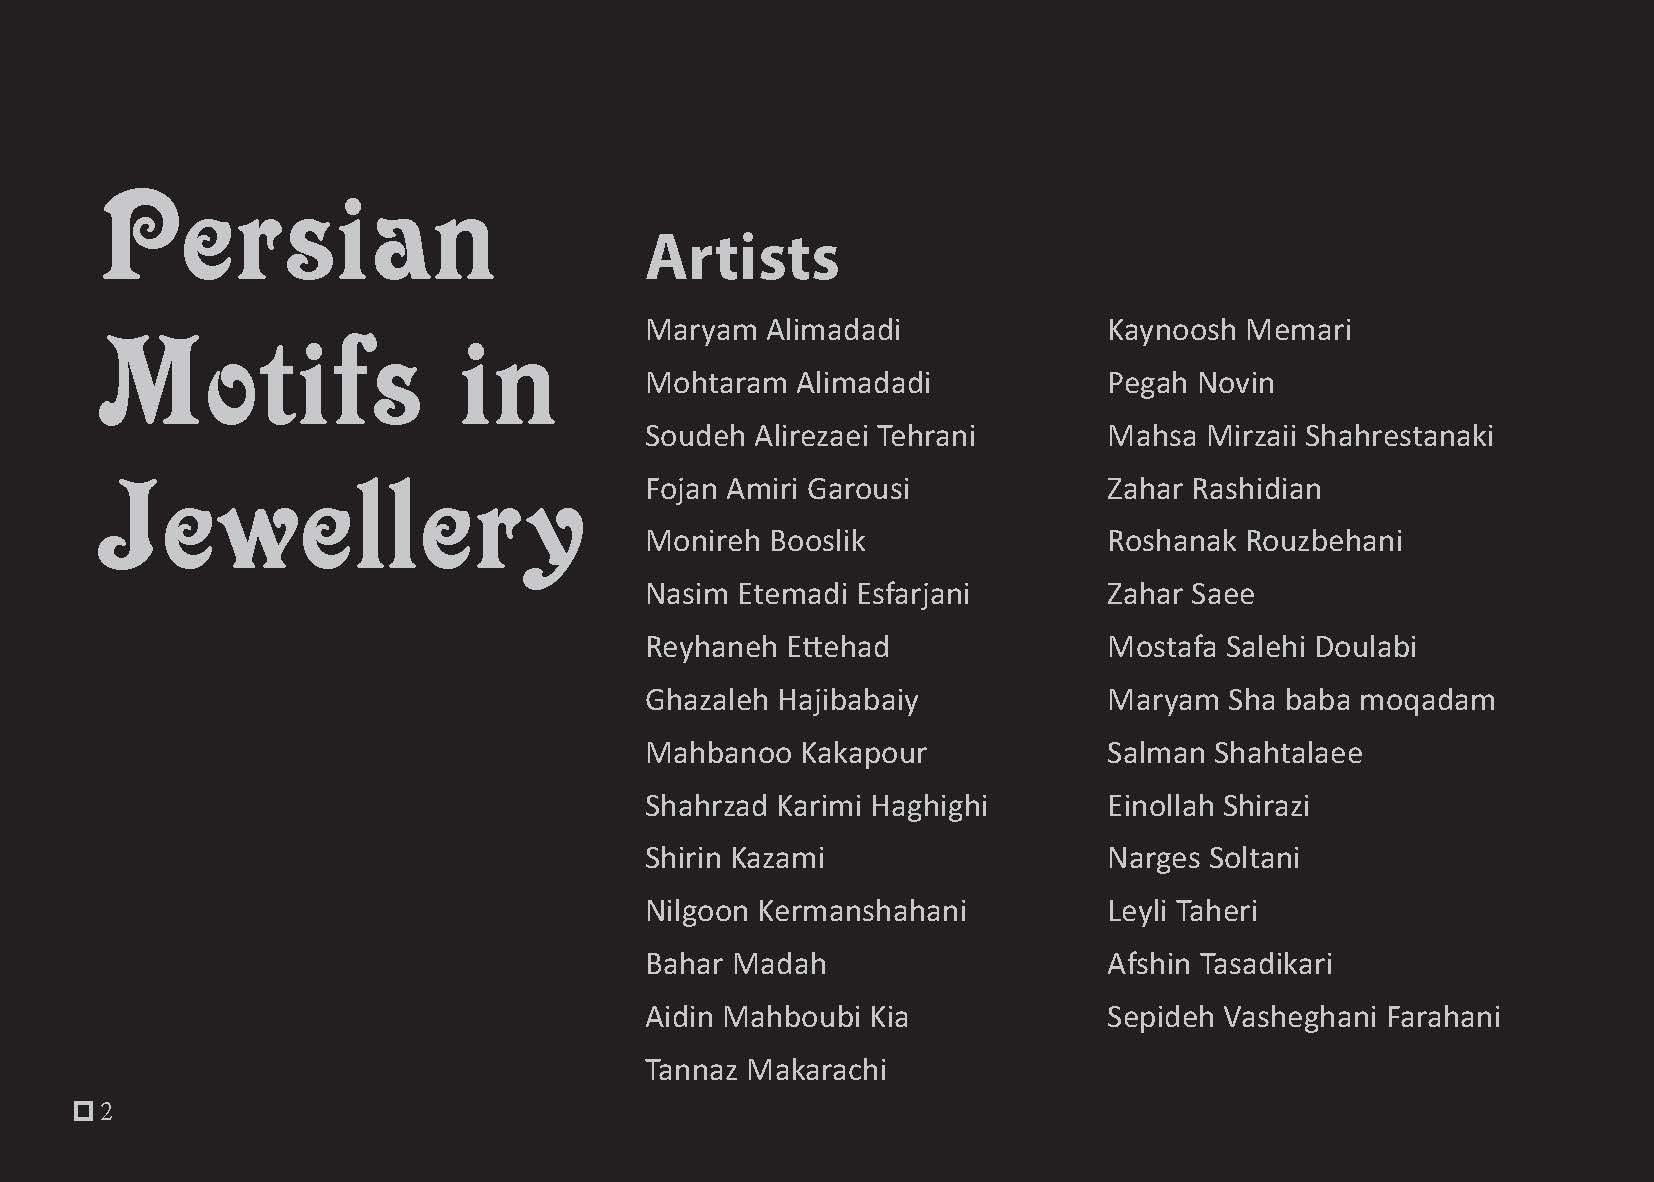 Persian
Motifs in
Jewellery
Artists
Maryam Alimadadi
Mohtaram Alimadadi
Soudeh Alirezaei Tehrani
Fojan Amiri Garousi
Monireh Booslik
Nasim Etemadi Esfarjani
Reyhaneh Ettehad
Ghazaleh Hajibabaiy
Mahbanoo Kakapour
Shahrzad Karimi Haghighi
Shirin Kazami
Nilgoon Kermanshahani
Bahar Madah
Aidin Mahboubi Kia
Tannaz Makarachi
Kaynoosh Memari
Pegah Novin
Mahsa Mirzaii Shahrestanaki
Zahar Rashidian
Roshanak Rouzbehani
Zahar Saee
Mostafa Salehi Doulabi
Maryam Sha baba moqadam
Salman Shahtalaee
Einollah Shirazi
Narges Soltani
Leyli Taheri
Afshin Tasadikari
Sepideh Vasheghani Farahani
2